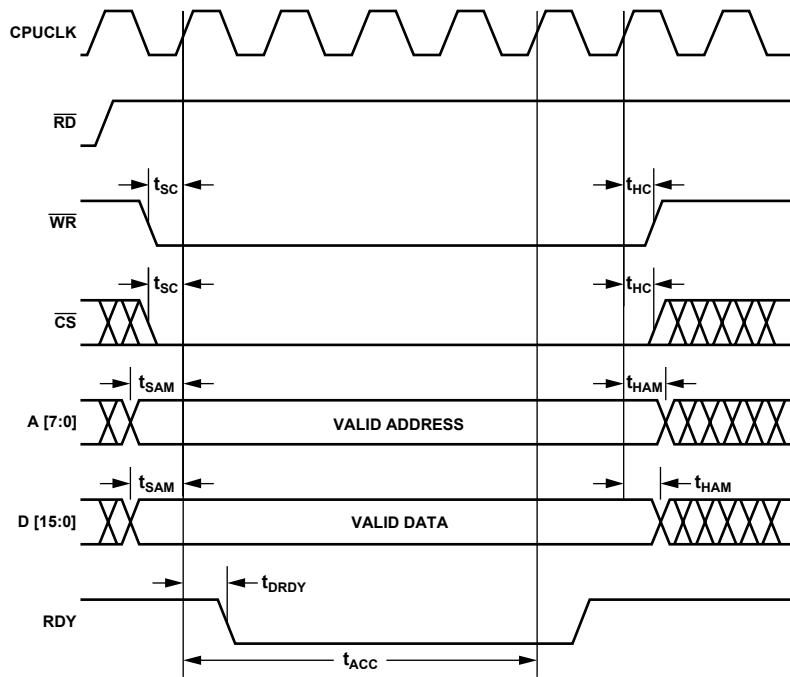 CPUCLK
RD
tSC tHC
WR
tSC tHC
CS
tSAM tHAM
A [7:0] VALID ADDRESS
tSAM tHAM
D [15:0] VALID DATA
tDRDY
RDY
tACC